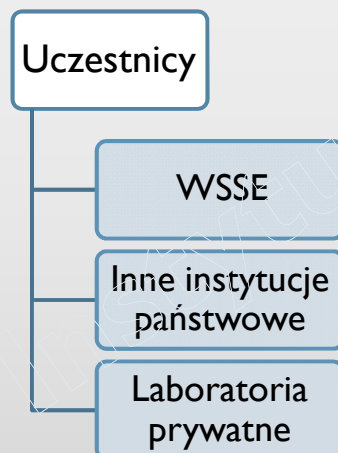 Uczestnicy
WSSE
Inne instytucje
państwowe
Laboratoria
prywatne